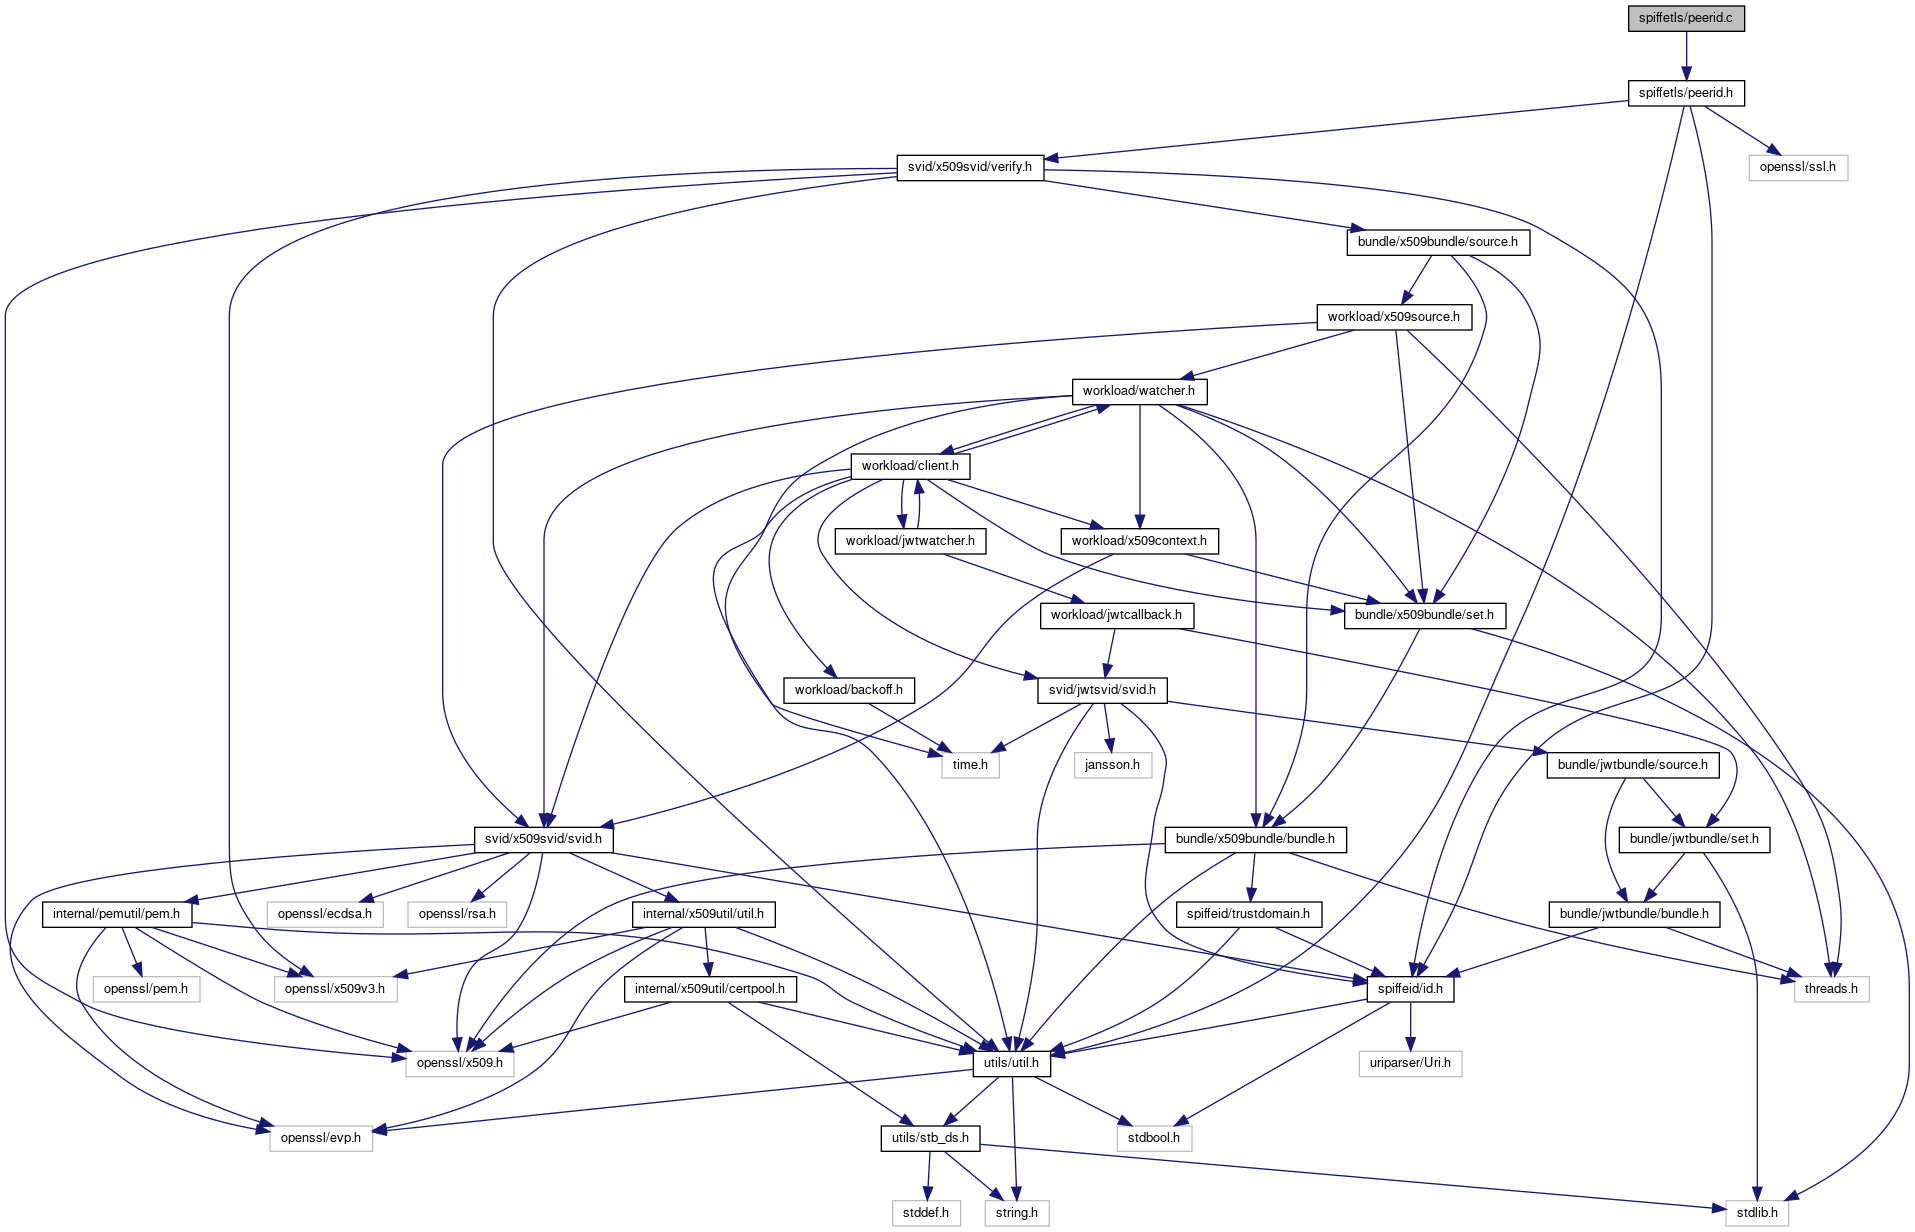 spiffetls/peerid.c
spiffetls/peerid.h
svid/x509svid/verify.h
openssl/ssl.h
bundle/x509bundle/source.h
workload/x509source.h
workload/watcher.h
workload/client.h
workload/jwtwatcher.h
workload/x509context.h
workload/jwtcallback.h
bundle/x509bundle/set.h
workload/backoff.h
svid/jwtsvid/svid.h
time.h
jansson.h
bundle/jwtbundle/source.h
svid/x509svid/svid.h
bundle/x509bundle/bundle.h
bundle/jwtbundle/set.h
internal/pemutil/pem.h
openssl/ecdsa.h
openssl/rsa.h
internal/x509util/util.h
spiffeid/trustdomain.h
bundle/jwtbundle/bundle.h
openssl/pem.h
openssl/x509v3.h
internal/x509util/certpool.h
spiffeid/id.h
threads.h
openssl/x509.h
utils/util.h
uriparser/Uri.h
openssl/evp.h
utils/stb_ds.h
stdbool.h
stddef.h
string.h
stdlib.h